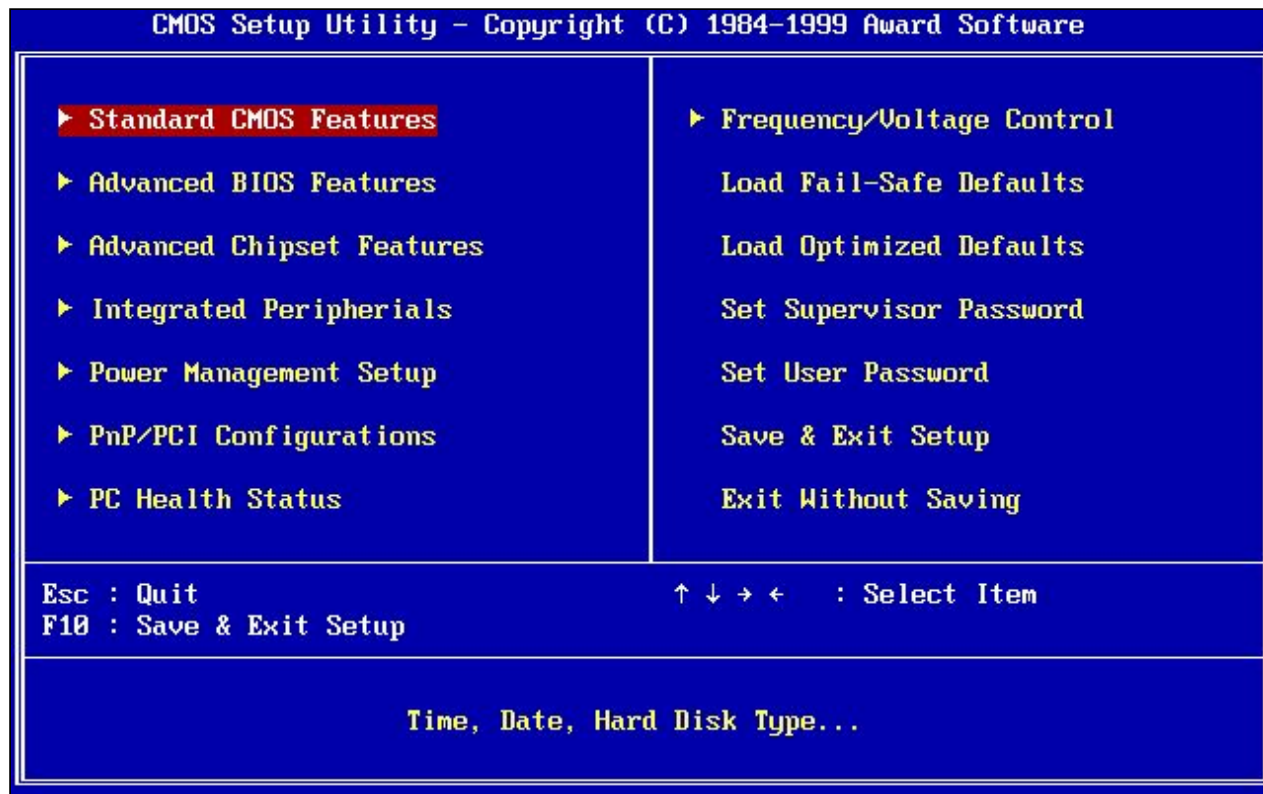 CMOS Setup Utility – Copyright (C) 1984–1999 Award Software
▶ Standard CMOS Features
▶ Advanced BIOS Features
▶ Advanced Chipset Features
▶ Integrated Peripherials
▶ Power Management Setup
▶ PnP/PCI Configurations
▶ PC Health Status
▶ Frequency/Voltage Control
Load Fail–Safe Defaults
Load Optimized Defaults
Set Supervisor Password
Set User Password
Save & Exit Setup
Exit Without Saving
Esc : Quit
F10 : Save & Exit Setup
↑ ↓ → ← : Select Item
Time, Date, Hard Disk Type...